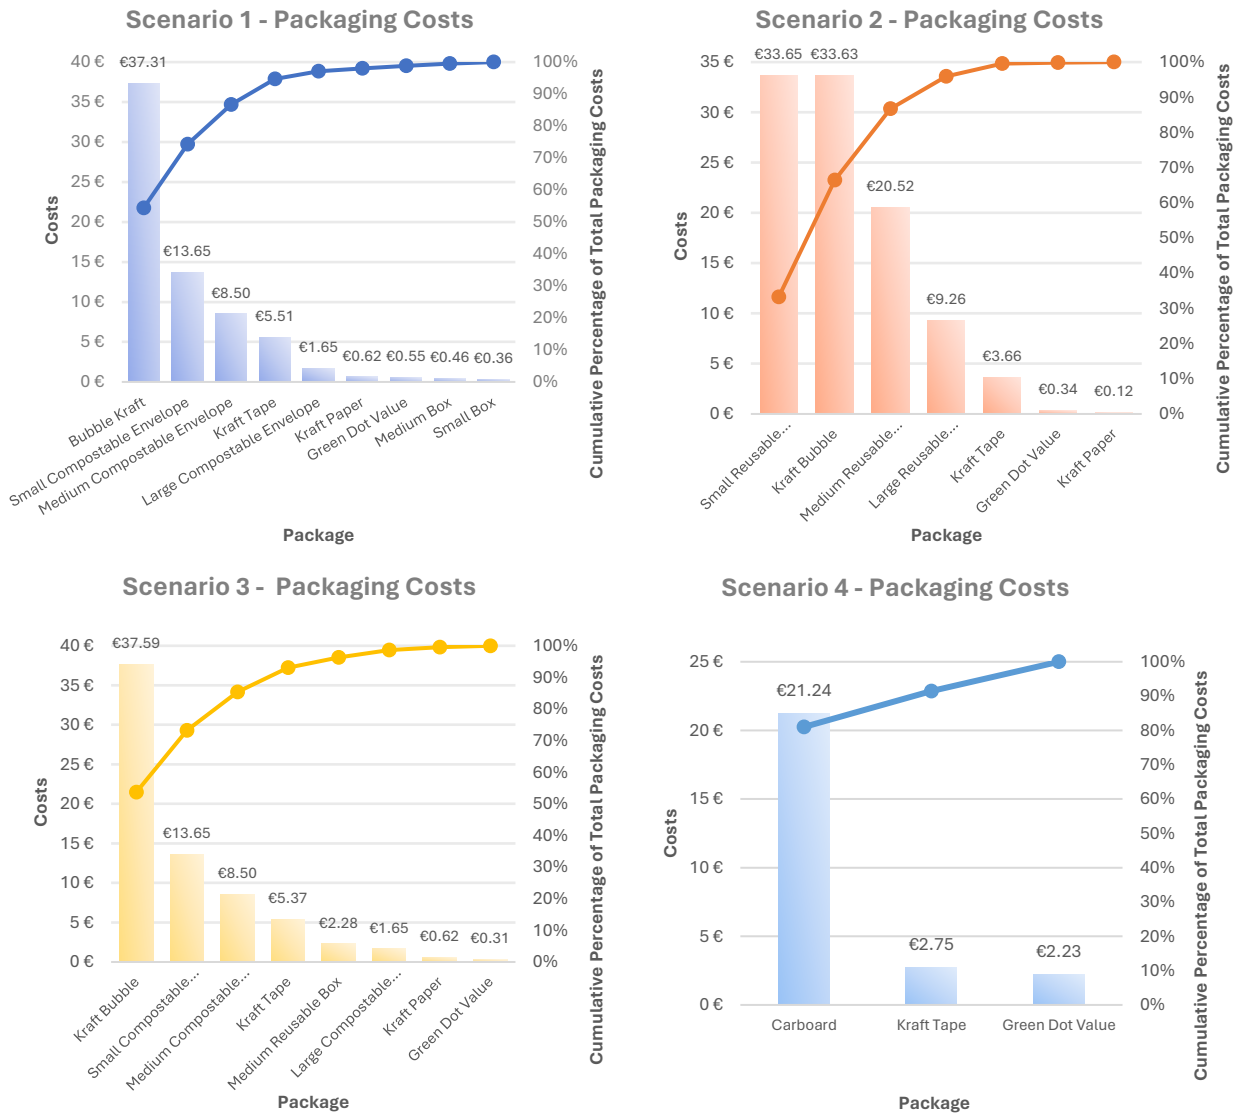 Scenario 1 - Packaging Costs
40 €
35 €
30 €
25 €
20 €
15 €
10 €
5 €
0 €
Costs
€37.31
€13.65
€8.50
€5.51
€1.65
€0.62
€0.55
€0.46
€0.36
100%
90%
80%
70%
60%
50%
40%
30%
20%
10%
0%
Cumulative Percentage of Total Packaging Costs
Bubble Kraft
Small Compostable Envelope
Medium Compostable Envelope
Kraft Tape
Large Compostable Envelope
Kraft Paper
Green Dot Value
Medium Box
Small Box
Package
Scenario 2 - Packaging Costs
35 €
30 €
25 €
20 €
15 €
10 €
5 €
0 €
Costs
€33.65
€33.63
€20.52
€9.26
€3.66
€0.34
€0.12
100%
90%
80%
70%
60%
50%
40%
30%
20%
10%
0%
Cumulative Percentage of Total Packaging Costs
Small Reusable...
Kraft Bubble
Medium Reusable...
Large Reusable...
Kraft Tape
Green Dot Value
Kraft Paper
Package
Scenario 3 -  Packaging Costs
40 €
35 €
30 €
25 €
20 €
15 €
10 €
5 €
0 €
Costs
€37.59
€13.65
€8.50
€5.37
€2.28
€1.65
€0.62
€0.31
100%
90%
80%
70%
60%
50%
40%
30%
20%
10%
0%
Cumulative Percentage of Total Packaging Costs
Kraft Bubble
Small Compostable...
Medium Compostable...
Kraft Tape
Medium Reusable Box
Large Compostable...
Kraft Paper
Green Dot Value
Package
Scenario 4 - Packaging Costs
25 €
20 €
15 €
10 €
5 €
0 €
Costs
€21.24
€2.75
€2.23
100%
90%
80%
70%
60%
50%
40%
30%
20%
10%
0%
Cumulative Percentage of Total Packaging Costs
Carboard
Kraft Tape
Green Dot Value
Package